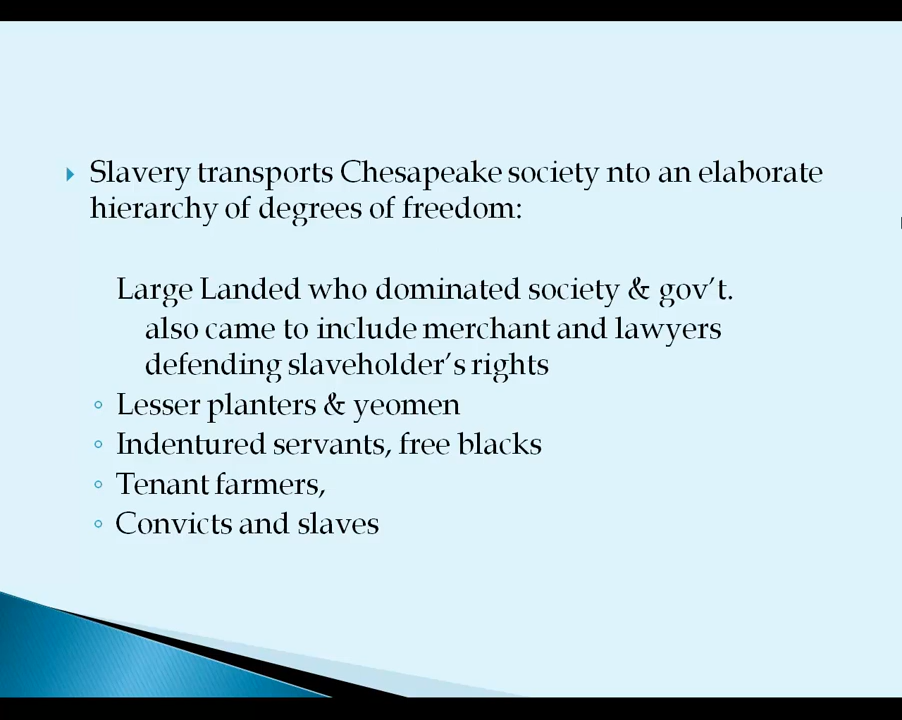 Slavery transports Chesapeake society nto an elaborate
hierarchy of degrees of freedom:
Large Landed who dominated society & gov't.
also came to include merchant and lawyers
defending slaveholder's rights
Lesser planters & yeomen
Indentured servants, free blacks
Tenant farmers,
Convicts and slaves